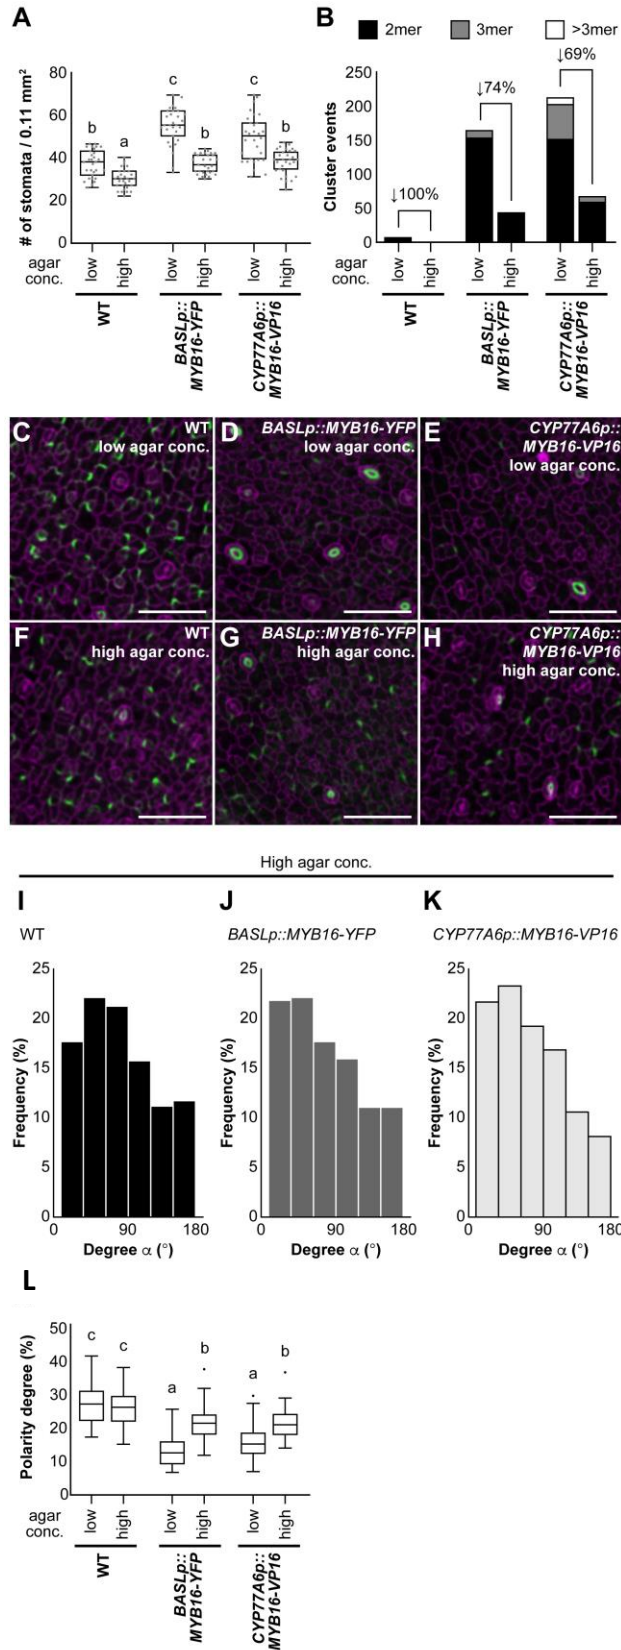 A
# of stomata / 0.11 mm²
80
60
40
20
0
b
a
c
b
c
b
agar
conc.
low
high
low
high
low
high
WT
BASLp::
MYB16-YFP
CYP77A6p::
MYB16-VP16
B
2mer
3mer
>3mer
Cluster events
250
200
150
100
50
0
↓100%
↓74%
↓69%
agar
conc.
low
high
low
high
low
high
WT
BASLp::
MYB16-YFP
CYP77A6p::
MYB16-VP16
C
WT
low agar conc.
D
BASLp::MYB16-YFP
low agar conc.
E
CYP77A6p::
MYB16-VP16
low agar conc.
F
WT
high agar conc.
G
BASLp::MYB16-YFP
high agar conc.
H
CYP77A6p::
MYB16-VP16
high agar conc.
High agar conc.
I
WT
Frequency (%)
25
20
15
10
5
0
0
90
180
Degree α (°)
J
BASLp::MYB16-YFP
Frequency (%)
25
20
15
10
5
0
0
90
180
Degree α (°)
K
CYP77A6p::MYB16-VP16
Frequency (%)
25
20
15
10
5
0
0
90
180
Degree α (°)
L
Polarity degree (%)
50
40
30
20
10
0
c
c
a
b
a
b
agar
conc.
low
high
low
high
low
high
WT
BASLp::
MYB16-YFP
CYP77A6p::
MYB16-VP16